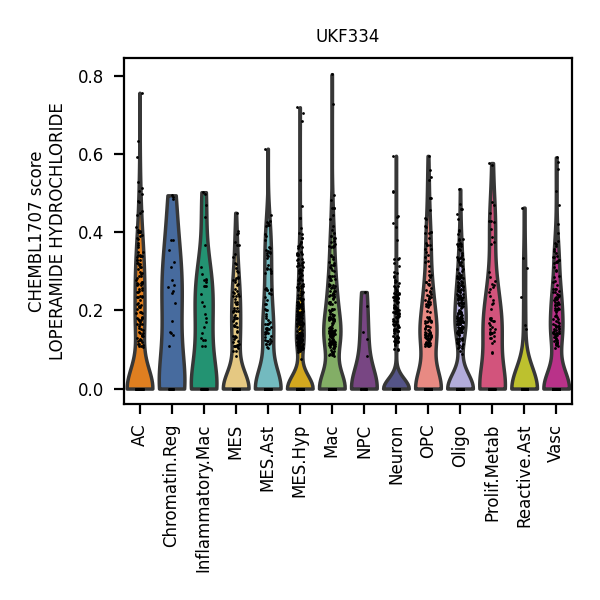 UKF334
CHEMBL1707 score
LOPERAMIDE HYDROCHLORIDE
0.8
0.6
0.4
0.2
0.0
AC
Chromatin.Reg
Inflammatory.Mac
MES
MES.Ast
MES.Hyp
Mac
NPC
Neuron
OPC
Oligo
Prolif.Metab
Reactive.Ast
Vasc